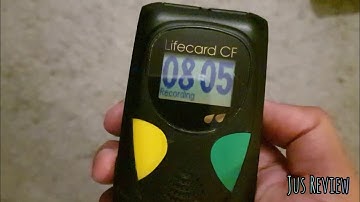 Lifecard CF
08:05
Recording
Jus Review